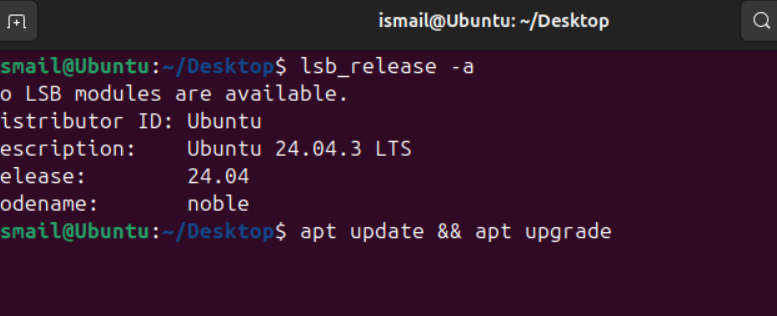 ismail@Ubuntu: ~/Desktop
smail@Ubuntu:~/Desktop$ lsb_release -a
o LSB modules are available.
istributor ID: Ubuntu
escription:    Ubuntu 24.04.3 LTS
elease:        24.04
odename:       noble
smail@Ubuntu:~/Desktop$ apt update && apt upgrade